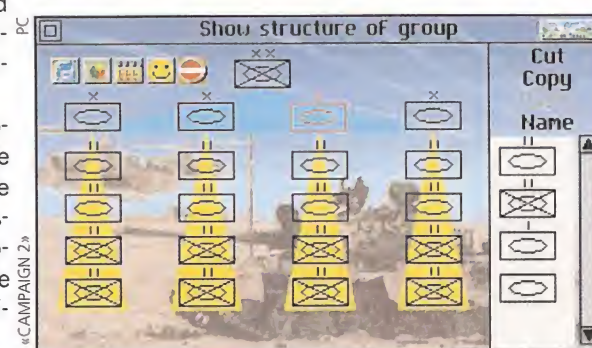 PC
Show structure of group
Cut
Copy
Name
«CAMPAIGN 2»